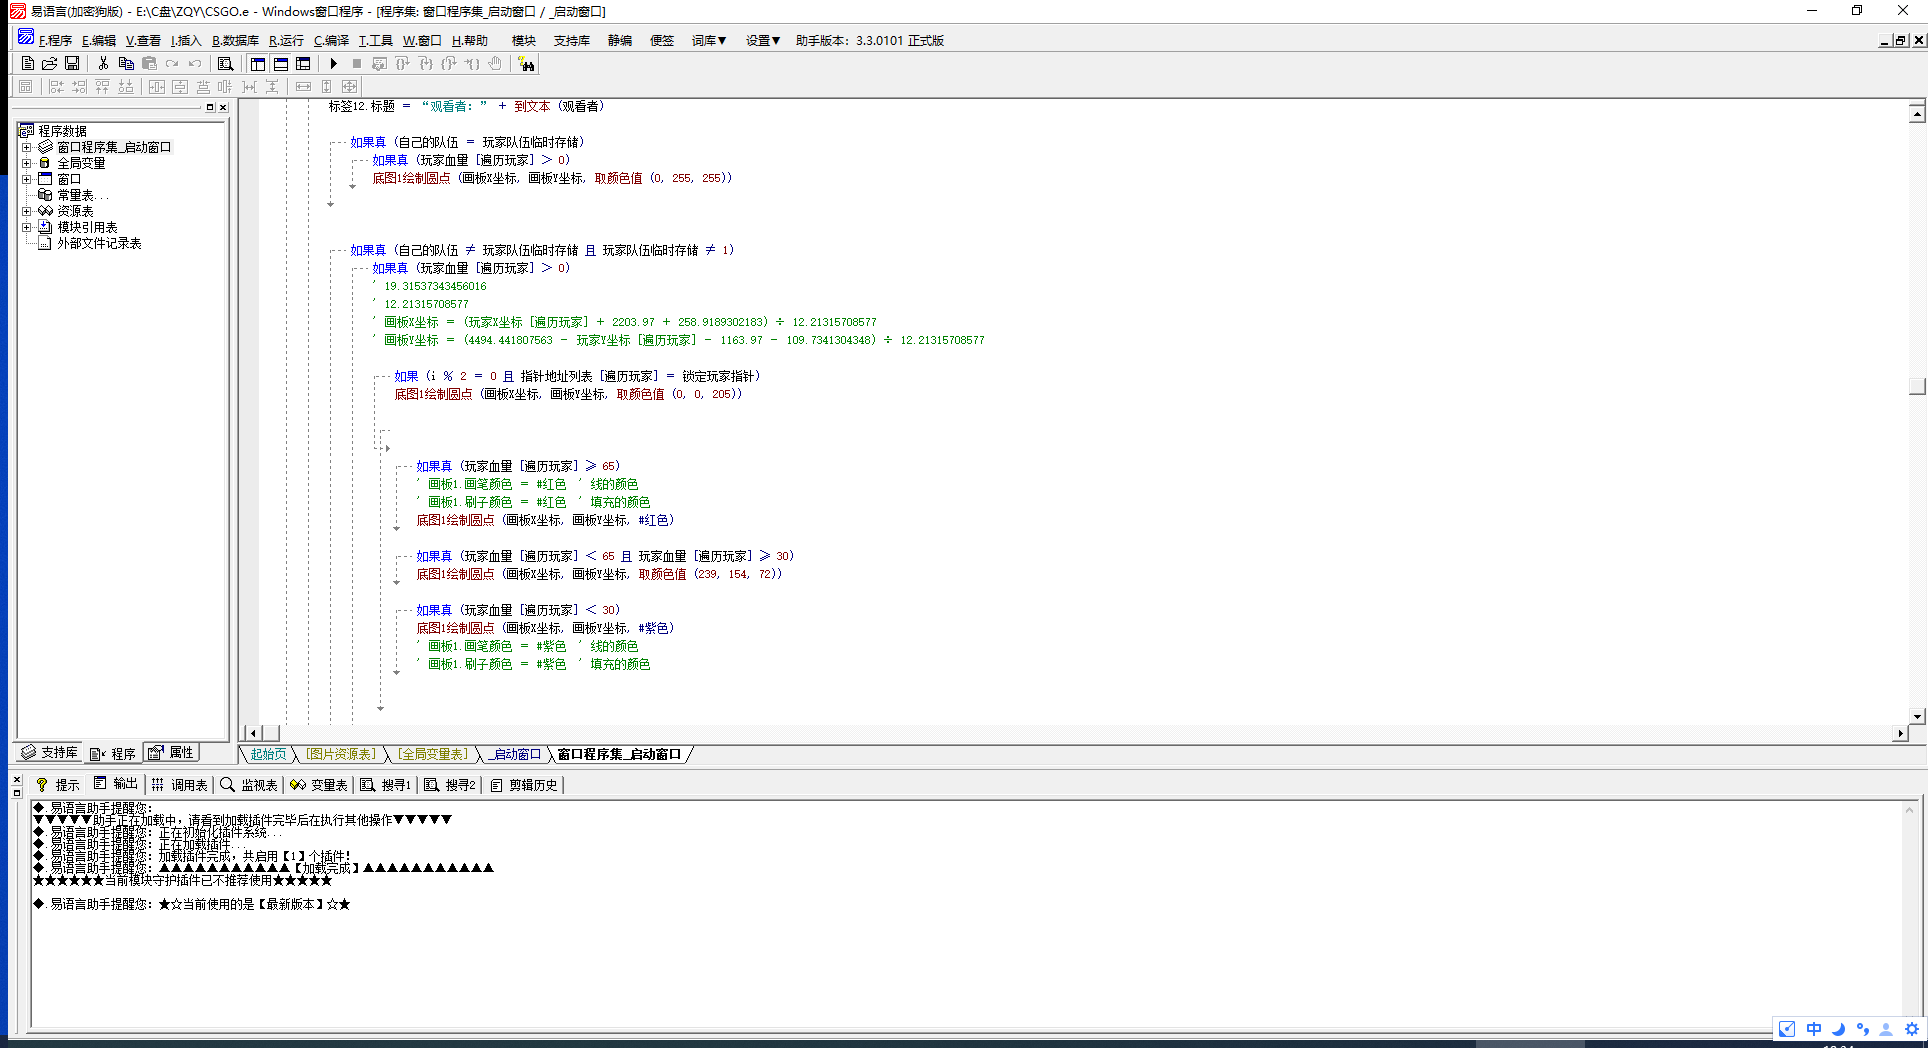 易语言(加密狗版) - E:\C盘\ZQY\CSGO.e - Windows窗口程序 - [程序集: 窗口程序集_启动窗口 / _启动窗口]
F.程序 E.编辑 V.查看 I.插入 B.数据库 R.运行 C.编译 T.工具 W.窗口 H.帮助 模块 支持库 静编 便签 词库▼ 设置▼ 助手版本：3.3.0101 正式版
程序数据
窗口程序集_启动窗口
全局变量
窗口
常量表...
资源表
模块引用表
外部文件记录表
支持库 程序 属性
标签12.标题 ＝ “观看者：” ＋ 到文本 (观看者)
如果真 (自己的队伍 ＝ 玩家队伍临时存储)
如果真 (玩家血量 [遍历玩家] ＞ 0)
底图1绘制圆点 (画板X坐标, 画板Y坐标, 取颜色值 (0, 255, 255))
如果真 (自己的队伍 ≠ 玩家队伍临时存储 且 玩家队伍临时存储 ≠ 1)
如果真 (玩家血量 [遍历玩家] ＞ 0)
' 19.31537343456016
' 12.21315708577
' 画板X坐标 ＝ (玩家X坐标 [遍历玩家] ＋ 2203.97 ＋ 258.9189302183) ÷ 12.21315708577
' 画板Y坐标 ＝ (4494.441807563 － 玩家Y坐标 [遍历玩家] － 1163.97 － 109.7341304348) ÷ 12.21315708577
如果 (i ％ 2 ＝ 0 且 指针地址列表 [遍历玩家] ＝ 锁定玩家指针)
底图1绘制圆点 (画板X坐标, 画板Y坐标, 取颜色值 (0, 0, 205))
如果真 (玩家血量 [遍历玩家] ≥ 65)
' 画板1.画笔颜色 ＝ #红色 ' 线的颜色
' 画板1.刷子颜色 ＝ #红色 ' 填充的颜色
底图1绘制圆点 (画板X坐标, 画板Y坐标, #红色)
如果真 (玩家血量 [遍历玩家] ＜ 65 且 玩家血量 [遍历玩家] ≥ 30)
底图1绘制圆点 (画板X坐标, 画板Y坐标, 取颜色值 (239, 154, 72))
如果真 (玩家血量 [遍历玩家] ＜ 30)
底图1绘制圆点 (画板X坐标, 画板Y坐标, #紫色)
' 画板1.画笔颜色 ＝ #紫色 ' 线的颜色
' 画板1.刷子颜色 ＝ #紫色 ' 填充的颜色
起始页 [图片资源表] [全局变量表] _启动窗口 窗口程序集_启动窗口
提示 输出 调用表 监视表 变量表 搜寻1 搜寻2 剪辑历史
◆.易语言助手提醒您：
▼▼▼▼▼助手正在加载中，请看到加载插件完毕后在执行其他操作▼▼▼▼▼
◆.易语言助手提醒您：正在初始化插件系统...
◆.易语言助手提醒您：正在加载插件...
◆.易语言助手提醒您：加载插件完成，共启用【1】个插件！
◆.易语言助手提醒您：▲▲▲▲▲▲▲▲▲▲▲【加载完成】▲▲▲▲▲▲▲▲▲▲▲
★★★★★★当前模块守护插件已不推荐使用★★★★★
◆.易语言助手提醒您：★☆当前使用的是【最新版本】☆★
中